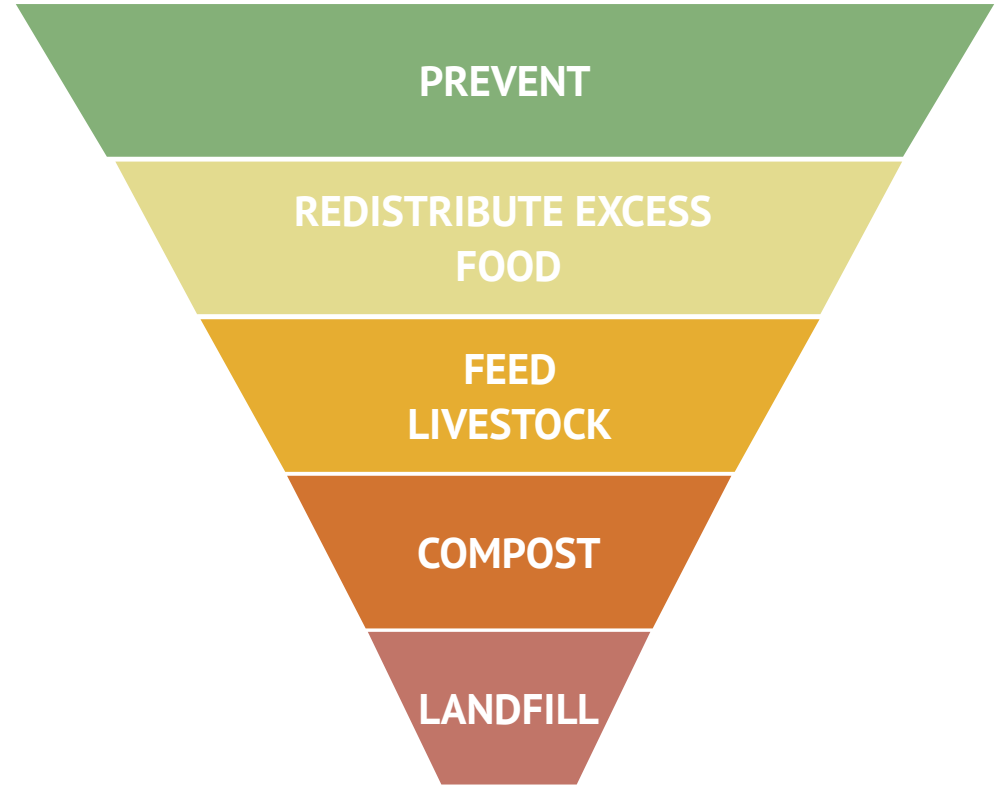 PREVENT
REDISTRIBUTE EXCESS
FOOD
FEED
LIVESTOCK
COMPOST
LANDFILL